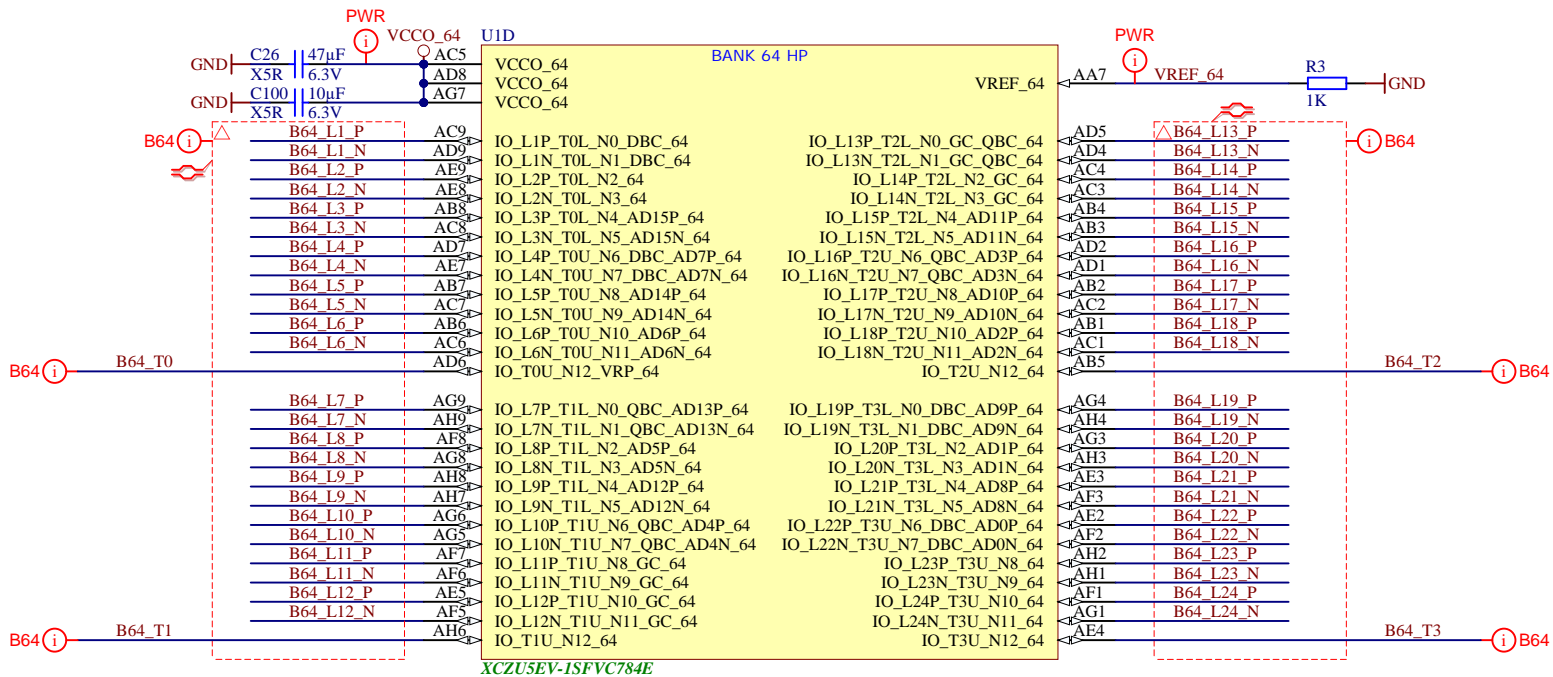 PWR
VCCO_64 U1D
BANK 64 HP
PWR
GND C26 47µF X5R 6.3V AC5 VCCO_64
AD8 VCCO_64
GND C100 10µF X5R 6.3V AG7 VCCO_64
VREF_64 AA7 VREF_64 R3 1K GND
B64 i
B64_L1_P AC9 IO_L1P_T0L_N0_DBC_64
B64_L1_N AD9 IO_L1N_T0L_N1_DBC_64
B64_L2_P AE9 IO_L2P_T0L_N2_64
B64_L2_N AE8 IO_L2N_T0L_N3_64
B64_L3_P AB8 IO_L3P_T0L_N4_AD15P_64
B64_L3_N AC8 IO_L3N_T0L_N5_AD15N_64
B64_L4_P AD7 IO_L4P_T0U_N6_DBC_AD7P_64
B64_L4_N AE7 IO_L4N_T0U_N7_DBC_AD7N_64
B64_L5_P AB7 IO_L5P_T0U_N8_AD14P_64
B64_L5_N AC7 IO_L5N_T0U_N9_AD14N_64
B64_L6_P AB6 IO_L6P_T0U_N10_AD6P_64
B64_L6_N AC6 IO_L6N_T0U_N11_AD6N_64
B64 i B64_T0 AD6 IO_T0U_N12_VRP_64
B64_L7_P AG9 IO_L7P_T1L_N0_QBC_AD13P_64
B64_L7_N AH9 IO_L7N_T1L_N1_QBC_AD13N_64
B64_L8_P AF8 IO_L8P_T1L_N2_AD5P_64
B64_L8_N AG8 IO_L8N_T1L_N3_AD5N_64
B64_L9_P AH8 IO_L9P_T1L_N4_AD12P_64
B64_L9_N AH7 IO_L9N_T1L_N5_AD12N_64
B64_L10_P AG6 IO_L10P_T1U_N6_QBC_AD4P_64
B64_L10_N AG5 IO_L10N_T1U_N7_QBC_AD4N_64
B64_L11_P AF7 IO_L11P_T1U_N8_GC_64
B64_L11_N AF6 IO_L11N_T1U_N9_GC_64
B64_L12_P AE5 IO_L12P_T1U_N10_GC_64
B64_L12_N AF5 IO_L12N_T1U_N11_GC_64
B64 i B64_T1 AH6 IO_T1U_N12_64
IO_L13P_T2L_N0_GC_QBC_64 AD5 B64_L13_P
i B64
IO_L13N_T2L_N1_GC_QBC_64 AD4 B64_L13_N
IO_L14P_T2L_N2_GC_64 AC4 B64_L14_P
IO_L14N_T2L_N3_GC_64 AC3 B64_L14_N
IO_L15P_T2L_N4_AD11P_64 AB4 B64_L15_P
IO_L15N_T2L_N5_AD11N_64 AB3 B64_L15_N
IO_L16P_T2U_N6_QBC_AD3P_64 AD2 B64_L16_P
IO_L16N_T2U_N7_QBC_AD3N_64 AD1 B64_L16_N
IO_L17P_T2U_N8_AD10P_64 AB2 B64_L17_P
IO_L17N_T2U_N9_AD10N_64 AC2 B64_L17_N
IO_L18P_T2U_N10_AD2P_64 AB1 B64_L18_P
IO_L18N_T2U_N11_AD2N_64 AC1 B64_L18_N
IO_T2U_N12_64 AB5 B64_T2 i B64
IO_L19P_T3L_N0_DBC_AD9P_64 AG4 B64_L19_P
IO_L19N_T3L_N1_DBC_AD9N_64 AH4 B64_L19_N
IO_L20P_T3L_N2_AD1P_64 AG3 B64_L20_P
IO_L20N_T3L_N3_AD1N_64 AH3 B64_L20_N
IO_L21P_T3L_N4_AD8P_64 AE3 B64_L21_P
IO_L21N_T3L_N5_AD8N_64 AF3 B64_L21_N
IO_L22P_T3U_N6_DBC_AD0P_64 AE2 B64_L22_P
IO_L22N_T3U_N7_DBC_AD0N_64 AF2 B64_L22_N
IO_L23P_T3U_N8_64 AH2 B64_L23_P
IO_L23N_T3U_N9_64 AH1 B64_L23_N
IO_L24P_T3U_N10_64 AF1 B64_L24_P
IO_L24N_T3U_N11_64 AG1 B64_L24_N
IO_T3U_N12_64 AE4 B64_T3 i B64
XCZU5EV-1SFVC784E